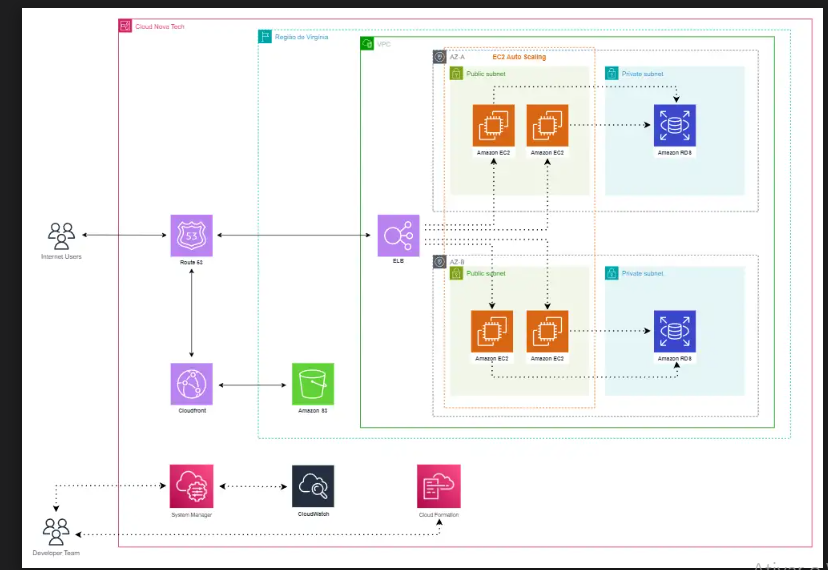 Cloud Nova Tech
Região de Virgínia
VPC
AZ-A
EC2 Auto Scaling
Public subnet
Private subnet
Amazon EC2
Amazon EC2
Amazon RDS
Internet Users
Route 53
ELB
AZ-B
Public subnet
Private subnet
Amazon EC2
Amazon EC2
Amazon RDS
Cloudfront
Amazon S3
System Manager
CloudWatch
Cloud Formation
Developer Team